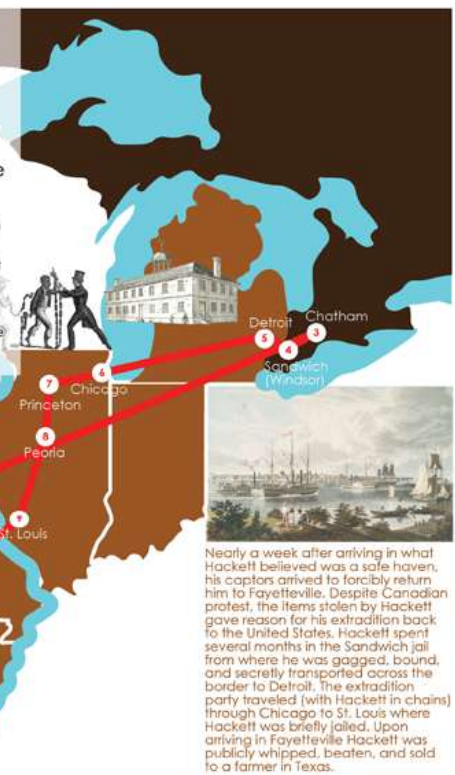 e
e
Detroit
Chatham
5
3
4
Sandwich
(Windsor)
6
Chicago
7
Princeton
8
Peoria
9
St. Louis
2
Nearly a week after arriving in what
Hackett believed was a safe haven,
his captors arrived to forcibly return
him to Fayetteville. Despite Canadian
protest, the items stolen by Hackett
gave reason for his extradition back
to the United States. Hackett spent
several months in the Sandwich jail
from where he was gagged, bound,
and secretly transported across the
border to Detroit. The extradition
party traveled (with Hackett in chains)
through Chicago to St. Louis where
Hackett was briefly jailed. Upon
arriving in Fayetteville Hackett was
publicly whipped, beaten, and sold
to a farmer in Texas.